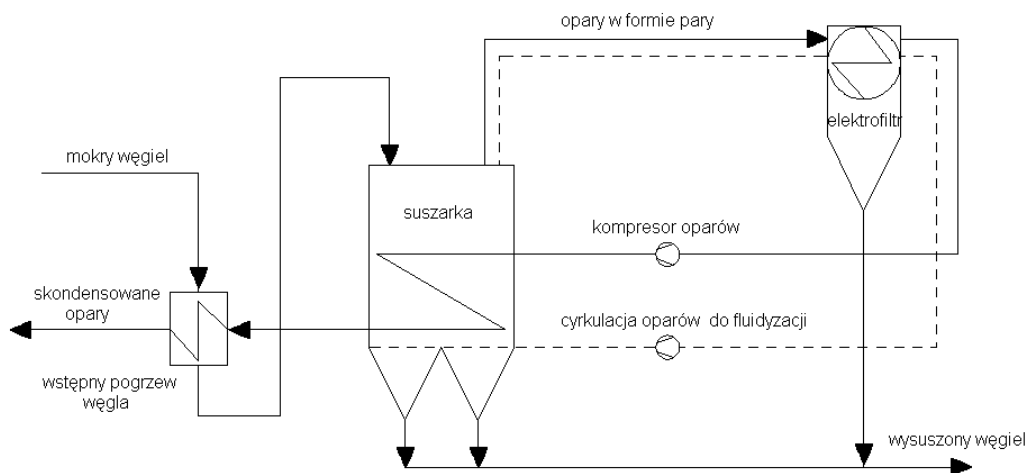 opary w formie pary
elektrofiltr
mokry węgiel
suszarka
kompresor oparów
skondensowane
opary
cyrkulacja oparów do fluidyzacji
wstępny pogrzew
węgla
wysuszony węgiel